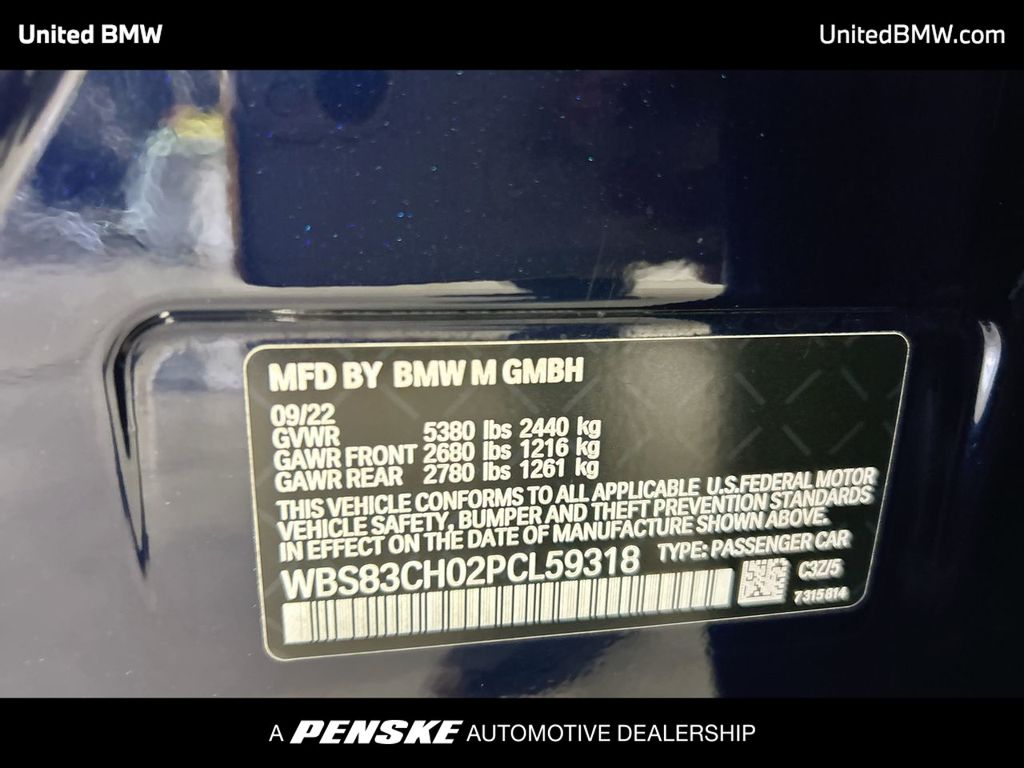 United BMW
UnitedBMW.com
MFD BY BMW M GMBH
09/22
GVWR 5380 lbs 2440 kg
GAWR FRONT 2680 lbs 1216 kg
GAWR REAR 2780 lbs 1261 kg
THIS VEHICLE CONFORMS TO ALL APPLICABLE U.S.FEDERAL MOTOR
VEHICLE SAFETY, BUMPER AND THEFT PREVENTION STANDARDS
IN EFFECT ON THE DATE OF MANUFACTURE SHOWN ABOVE.
WBS83CH02PCL59318 TYPE: PASSENGER CAR
C3Z/5
7315814
A PENSKE AUTOMOTIVE DEALERSHIP